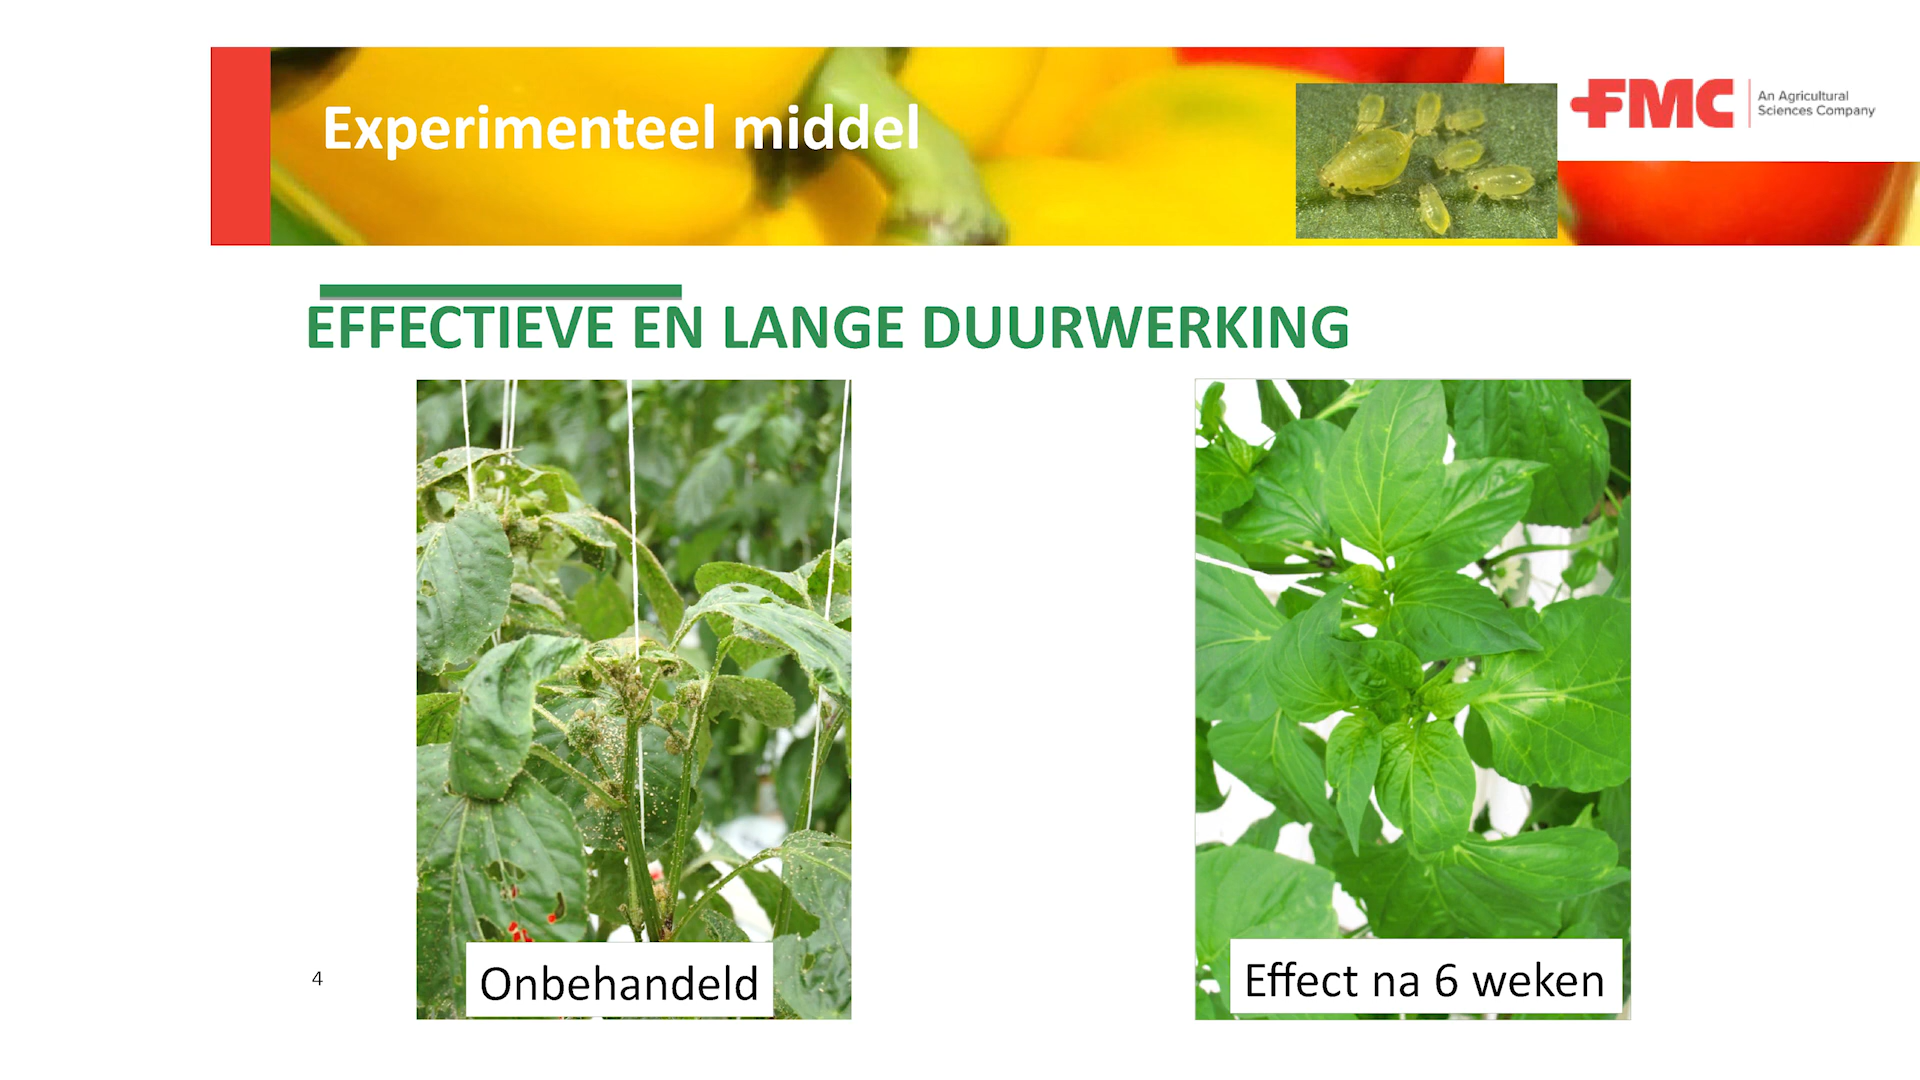 Experimenteel middel
FMC
An Agricultural
Sciences Company
EFFECTIEVE EN LANGE DUURWERKING
Onbehandeld
Effect na 6 weken
4